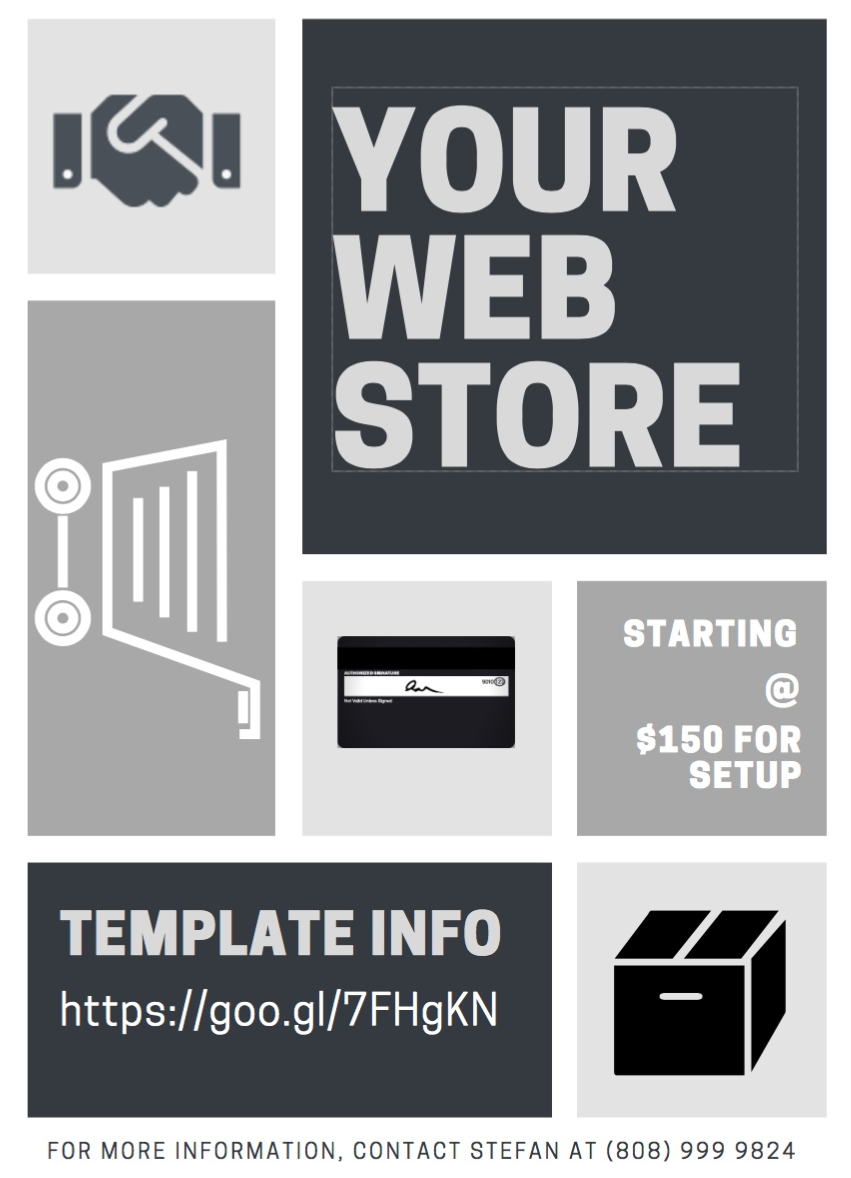 YOUR
WEB
STORE
AUTHORIZED SIGNATURE
9010 123
Not Valid Unless Signed
STARTING
@
$150 FOR
SETUP
TEMPLATE INFO
https://goo.gl/7FHgKN
FOR MORE INFORMATION, CONTACT STEFAN AT (808) 999 9824